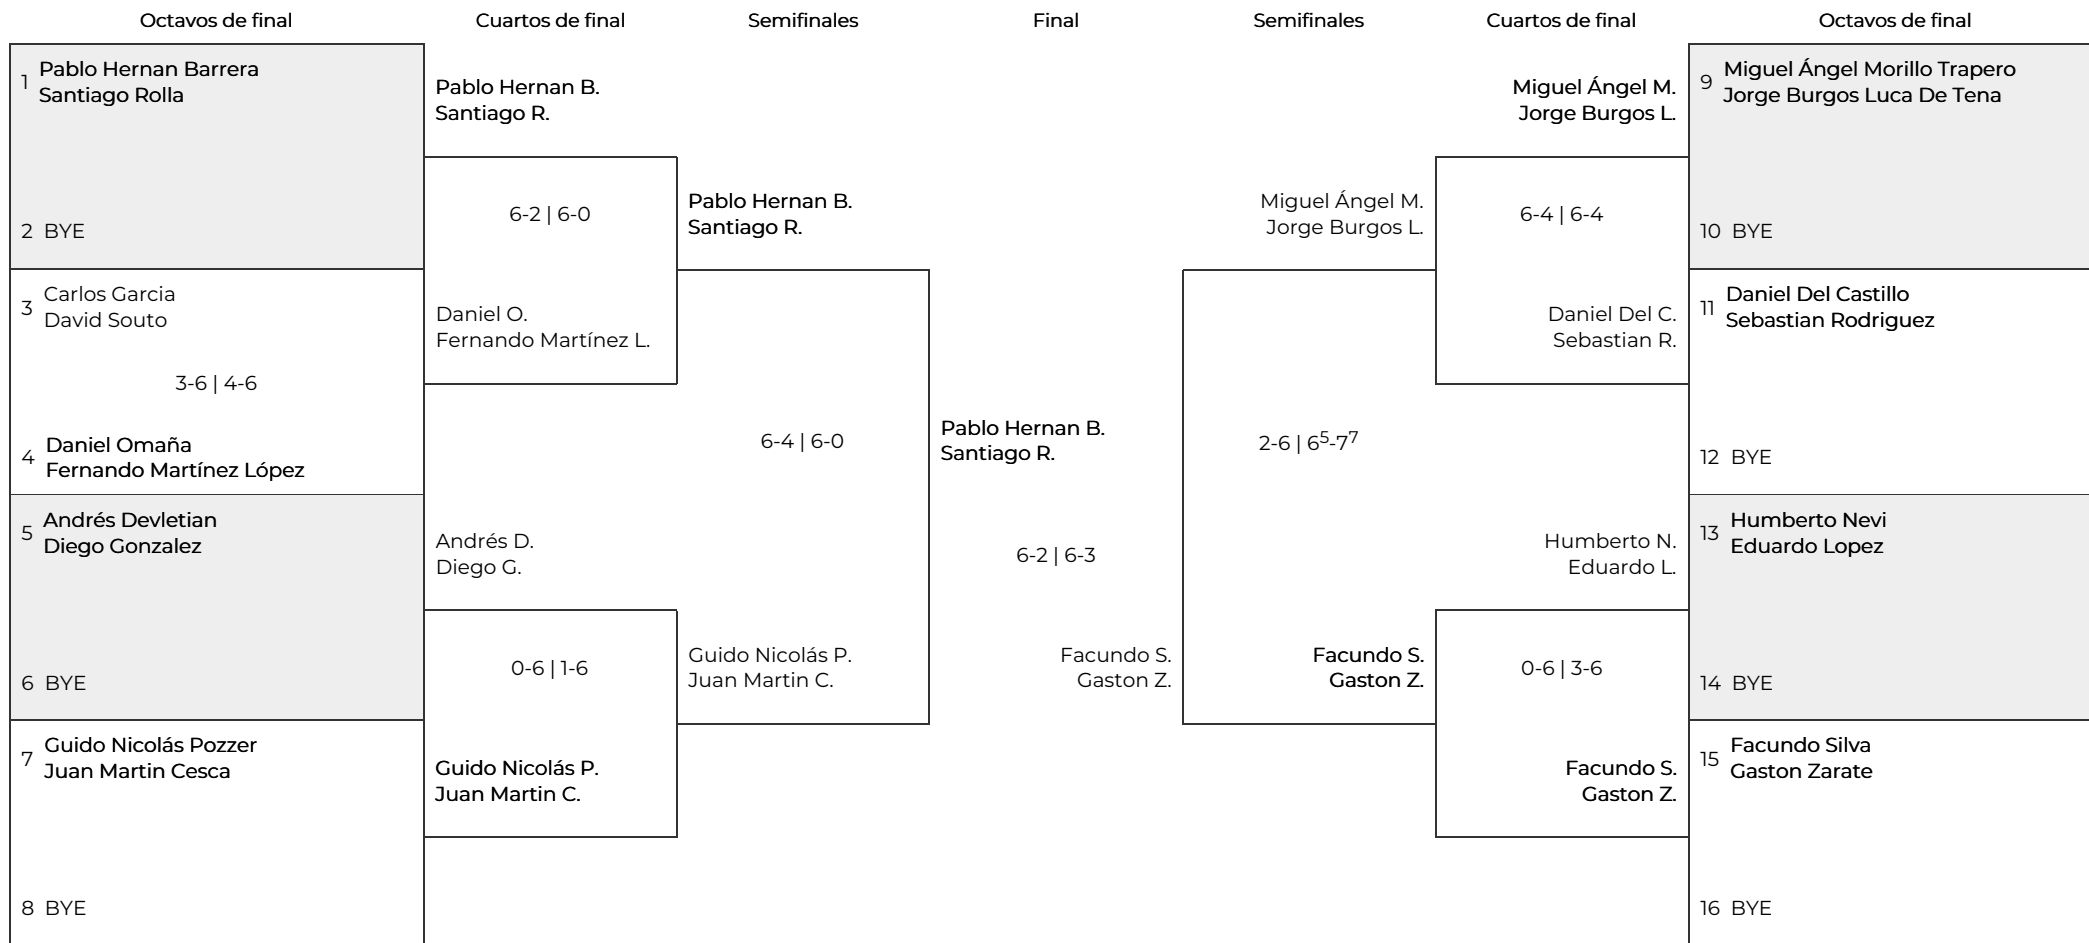 Octavos de final
Cuartos de final
Semifinales
Final
Semifinales
Cuartos de final
Octavos de final
1 Pablo Hernan Barrera
Santiago Rolla
2 BYE
3 Carlos Garcia
David Souto
3-6 | 4-6
4 Daniel Omaña
Fernando Martínez López
5 Andrés Devletian
Diego Gonzalez
6 BYE
7 Guido Nicolás Pozzer
Juan Martin Cesca
8 BYE
Pablo Hernan B.
Santiago R.
6-2 | 6-0
Daniel O.
Fernando Martínez L.
Andrés D.
Diego G.
0-6 | 1-6
Guido Nicolás P.
Juan Martin C.
Pablo Hernan B.
Santiago R.
6-4 | 6-0
Guido Nicolás P.
Juan Martin C.
Pablo Hernan B.
Santiago R.
6-2 | 6-3
Facundo S.
Gaston Z.
Miguel Ángel M.
Jorge Burgos L.
2-6 | 6⁵-7⁷
Facundo S.
Gaston Z.
Miguel Ángel M.
Jorge Burgos L.
6-4 | 6-4
Daniel Del C.
Sebastian R.
Humberto N.
Eduardo L.
0-6 | 3-6
Facundo S.
Gaston Z.
9 Miguel Ángel Morillo Trapero
Jorge Burgos Luca De Tena
10 BYE
11 Daniel Del Castillo
Sebastian Rodriguez
12 BYE
13 Humberto Nevi
Eduardo Lopez
14 BYE
15 Facundo Silva
Gaston Zarate
16 BYE